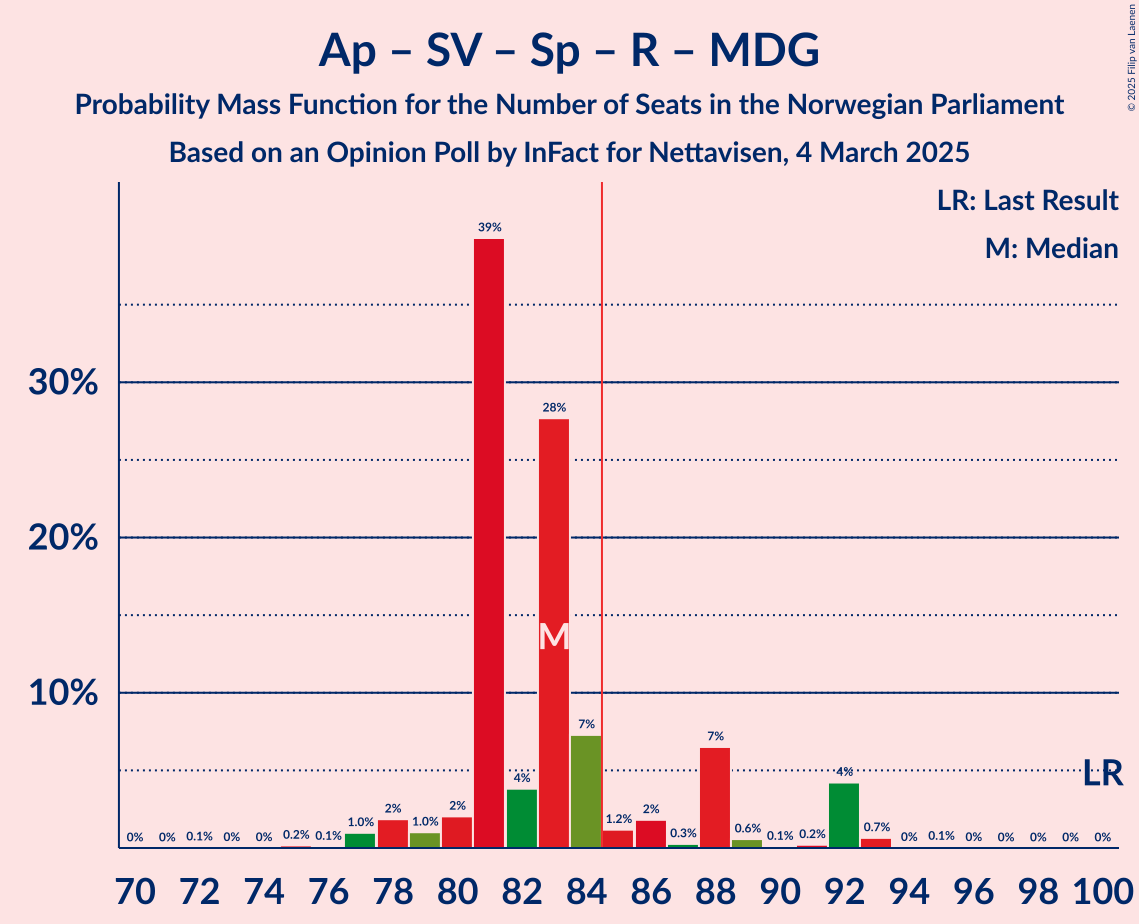 Ap – SV – Sp – R – MDG
Probability Mass Function for the Number of Seats in the Norwegian Parliament
Based on an Opinion Poll by InFact for Nettavisen, 4 March 2025
© 2025 Filip van Laenen
LR: Last Result
M: Median
30%
20%
10%
0% 0% 0.1% 0% 0% 0.2% 0.1% 1.0% 2% 1.0% 2% 39% 4% 28% 7% 1.2% 2% 0.3% 7% 0.6% 0.1% 0.2% 4% 0.7% 0% 0.1% 0% 0% 0% 0% 0%
M
LR
70 72 74 76 78 80 82 84 86 88 90 92 94 96 98 100